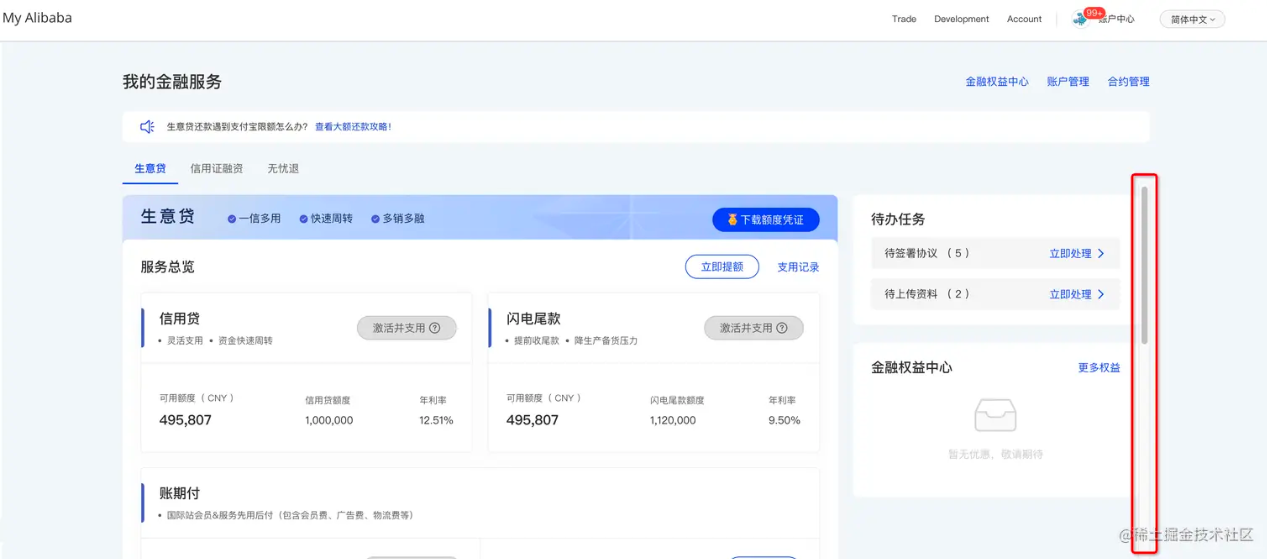 My Alibaba
Trade Development Account 99+ 账户中心 简体中文
我的金融服务
金融权益中心 账户管理 合约管理
生意贷还款遇到支付宝限额怎么办? 查看大额还款攻略!
生意贷 信用证融资 无忧退
生意贷 一信多用 快速周转 多销多融 下载额度凭证
服务总览 立即提额 支用记录
信用贷 激活并支用
• 灵活支用 • 资金快速周转
可用额度（CNY） 信用贷额度 年利率
495,807 1,000,000 12.51%
闪电尾款 激活并支用
• 提前收尾款 • 降生产备货压力
可用额度（CNY） 闪电尾款额度 年利率
495,807 1,120,000 9.50%
账期付
• 国际站会员&服务先用后付（包含会员费、广告费、物流费等）
待办任务
待签署协议 （5） 立即处理
待上传资料 （2） 立即处理
金融权益中心 更多权益
暂无优惠，敬请期待
@稀土掘金技术社区